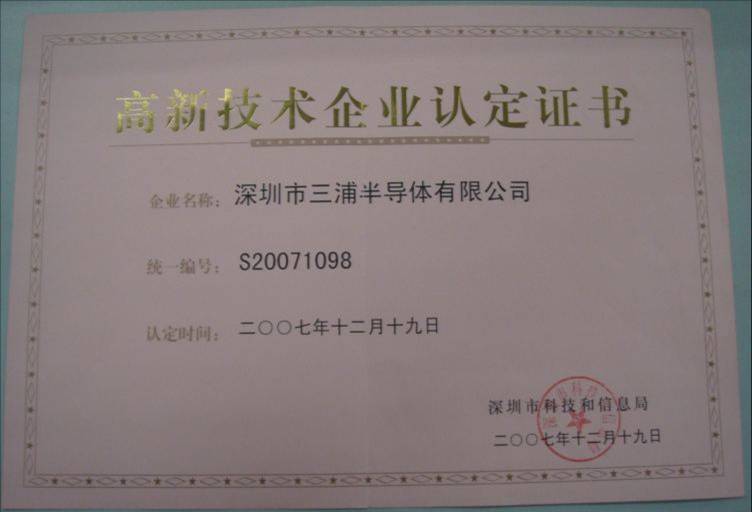 高新技术企业认定证书
企业名称：深圳市三浦半导体有限公司
统一编号：S20071098
认定时间：二〇〇七年十二月十九日
深圳市科技和信息局
二〇〇七年十二月十九日